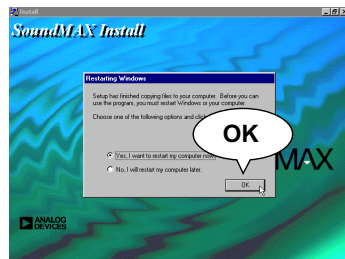 Install
SoundMAX Install
Restarting Windows
Setup has finished copying files to your computer. Before you can
use the program, you must restart Windows or your computer.
Choose one of the following options and click
OK
Yes, I want to restart my computer now.
No, I will restart my computer later.
OK
MAX
ANALOG
DEVICES